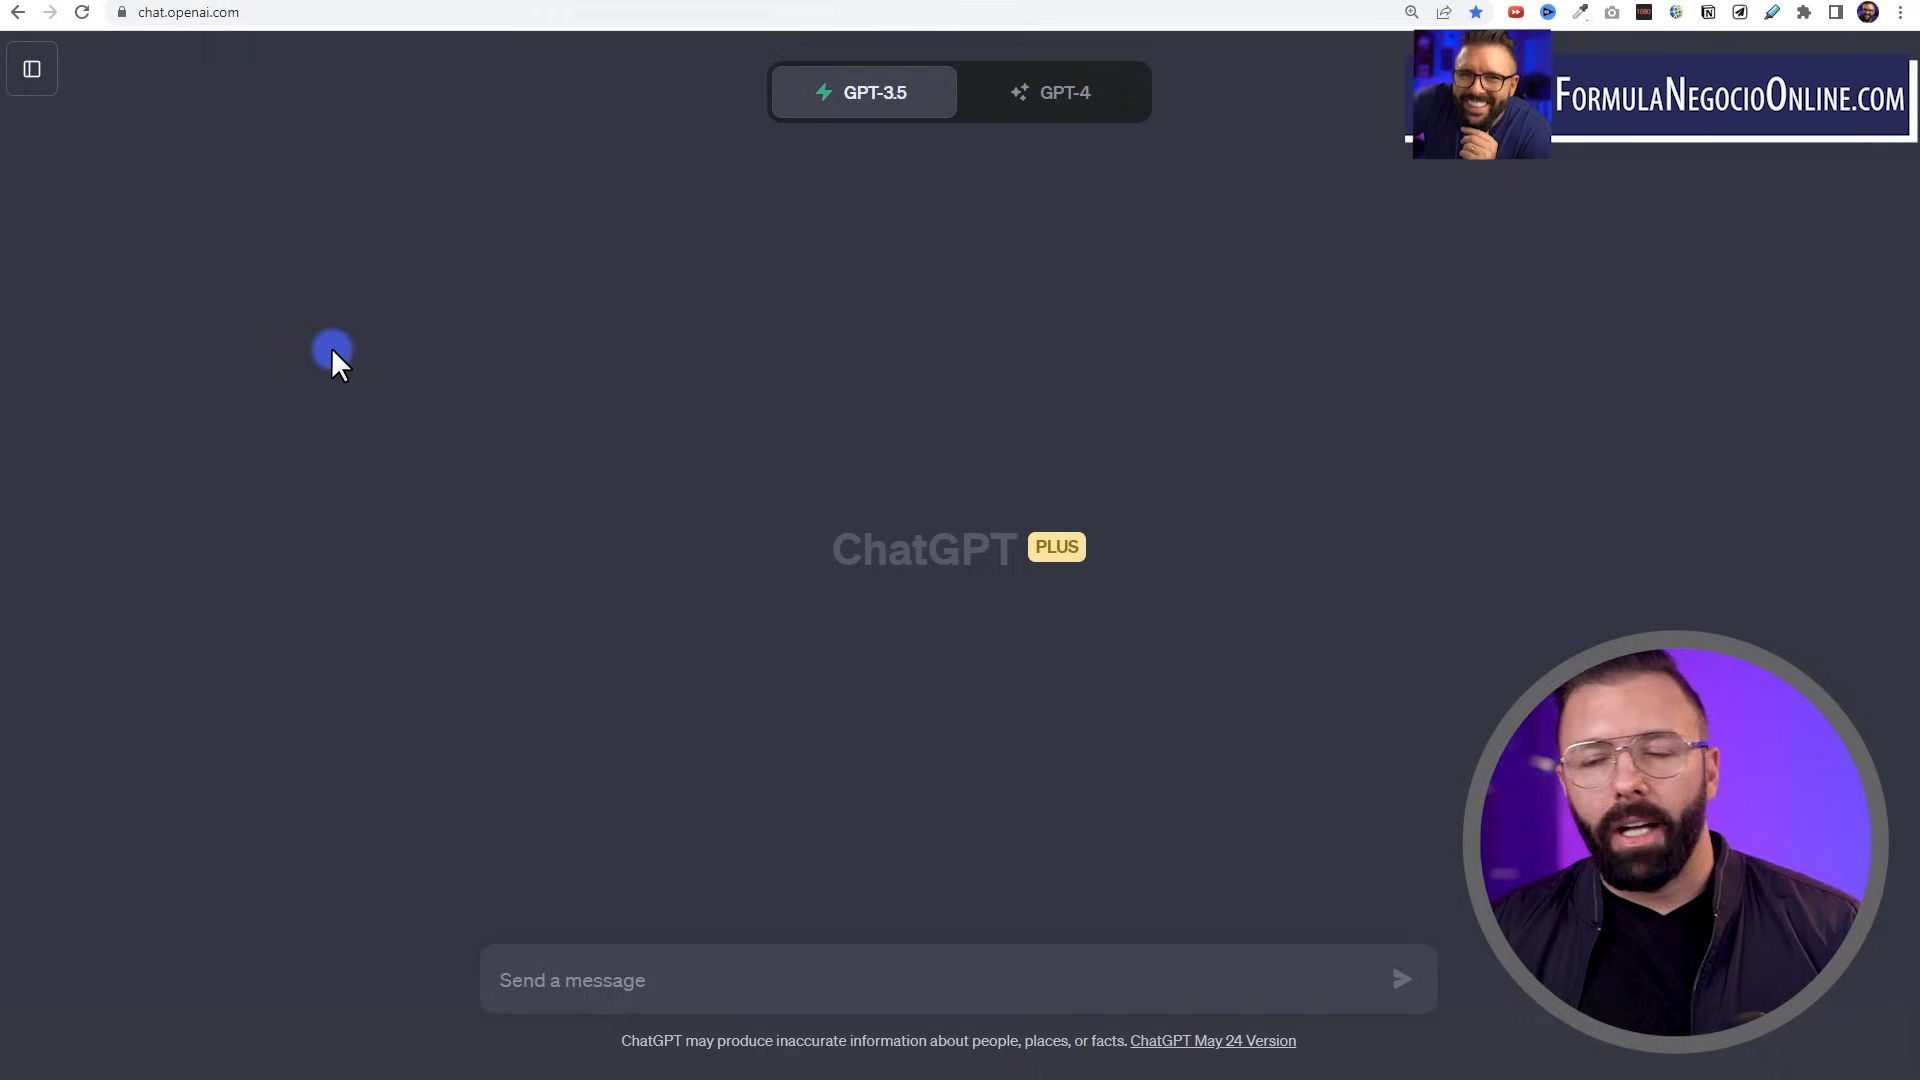 chat.openai.com
1080
GPT-3.5
GPT-4
FORMULANEGOCIOONLINE.COM
ChatGPT PLUS
Send a message
ChatGPT may produce inaccurate information about people, places, or facts. ChatGPT May 24 Version